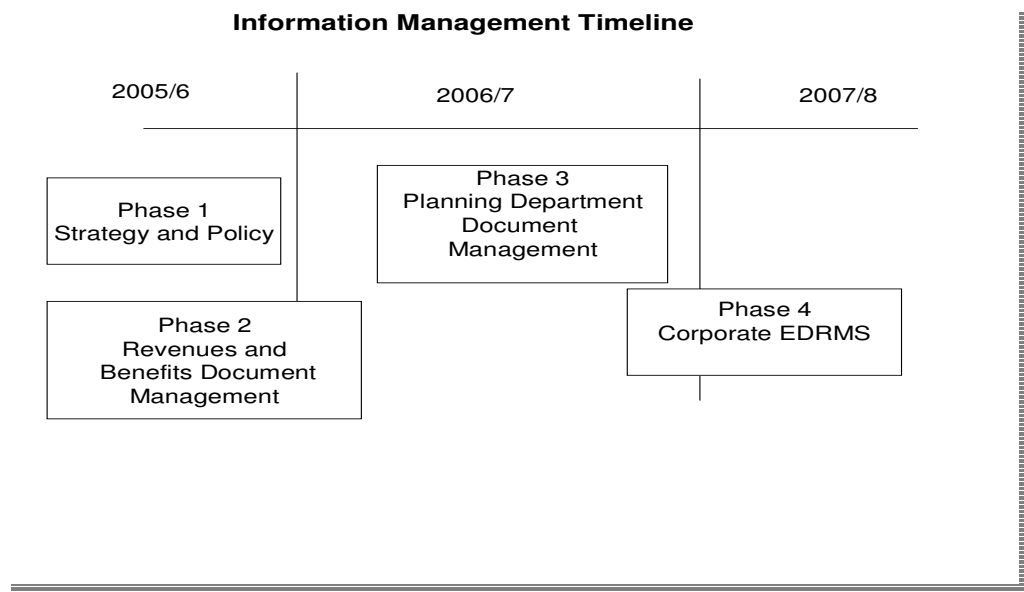 Information Management Timeline
2005/6
2006/7
2007/8
Phase 1
Strategy and Policy
Phase 2
Revenues and
Benefits Document
Management
Phase 3
Planning Department
Document
Management
Phase 4
Corporate EDRMS